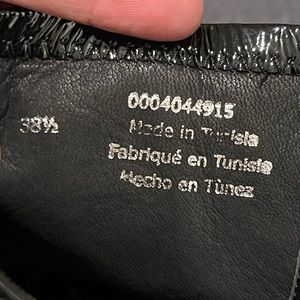 0004044915
38½
Made in Tunisia
Fabriqué en Tunisie
Hecho en Túnez